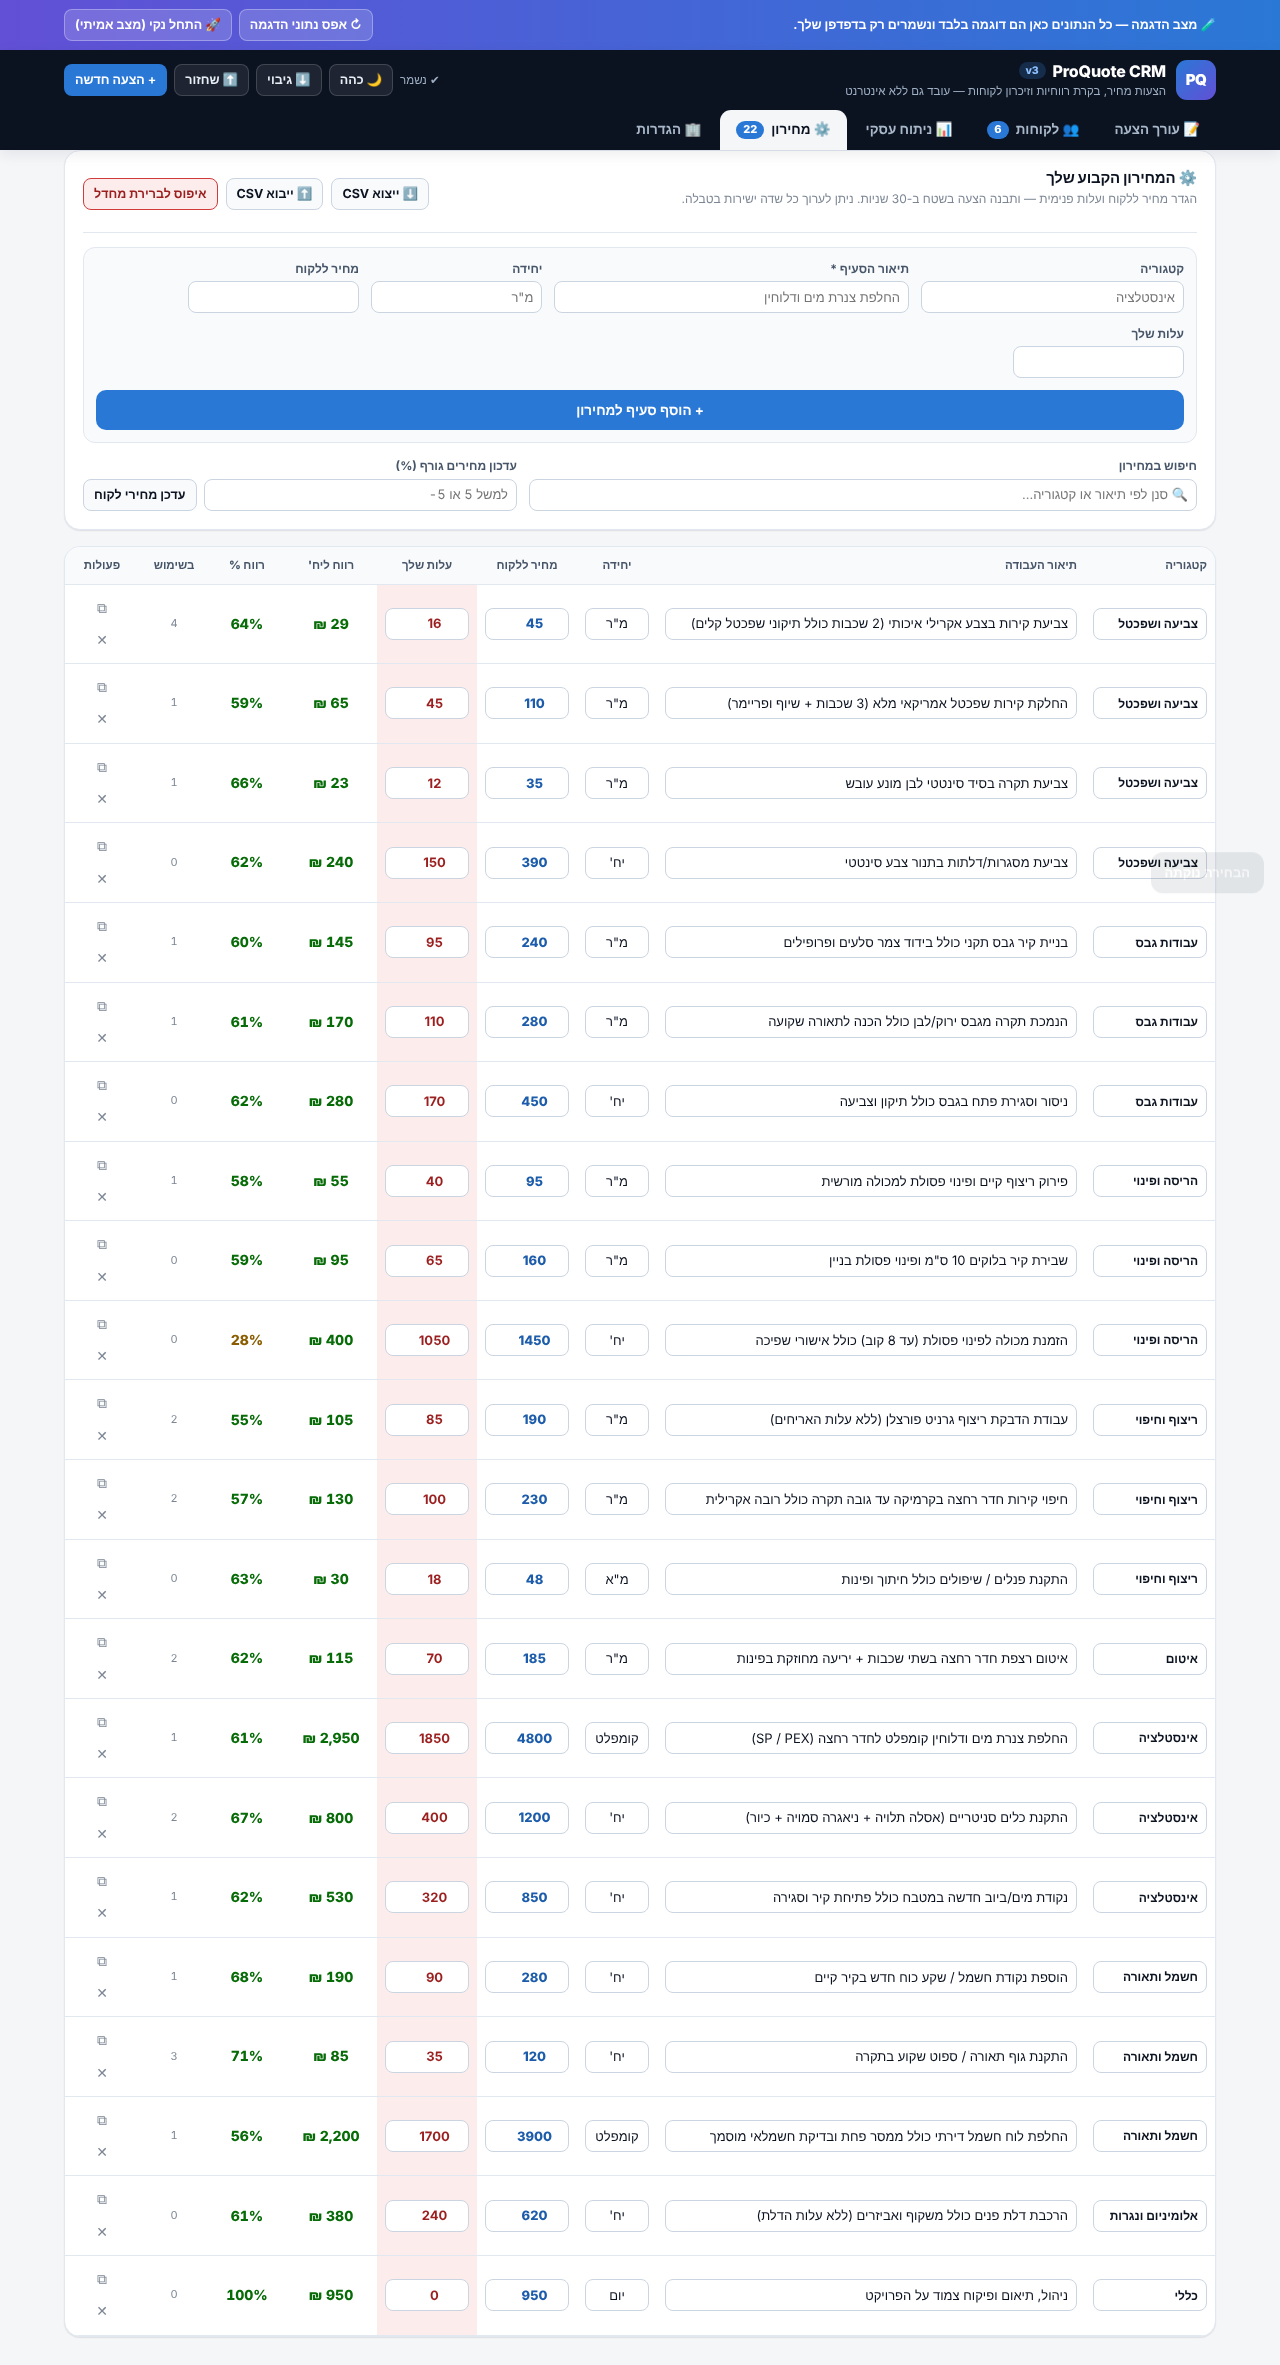 🧪 מצב הדגמה — כל הנתונים כאן הם דוגמה בלבד ונשמרים רק בדפדפן שלך.
↻ אפס נתוני הדגמה
🚀 התחל נקי (מצב אמיתי)
PQ
ProQuote CRM v3
הצעות מחיר, בקרת רווחיות וזיכרון לקוחות — עובד גם ללא אינטרנט
✓ נשמר
🌙 כהה
⬇️ גיבוי
⬆️ שחזור
+ הצעה חדשה
📝 עורך הצעה
👥 לקוחות 6
📊 ניתוח עסקי
⚙️ מחירון 22
🏢 הגדרות
⚙️ המחירון הקבוע שלך
הגדר מחיר ללקוח ועלות פנימית — ותבנה הצעה בשטח ב-30 שניות. ניתן לערוך כל שדה ישירות בטבלה.
⬇️ ייצוא CSV
⬆️ ייבוא CSV
איפוס לברירת מחדל
קטגוריה
תיאור הסעיף *
יחידה
מחיר ללקוח
אינסטלציה
החלפת צנרת מים ודלוחין
מ"ר
עלות שלך
+ הוסף סעיף למחירון
חיפוש במחירון
עדכון מחירים גורף (%)
🔍 סנן לפי תיאור או קטגוריה...
למשל 5 או 5-
עדכן מחירי לקוח
קטגוריה תיאור העבודה יחידה מחיר ללקוח עלות שלך רווח ליח' רווח % בשימוש פעולות
צביעה ושפכטל צביעת קירות בצבע אקרילי איכותי (2 שכבות כולל תיקוני שפכטל קלים) מ"ר 45 16 29 ₪ 64% 4 ⧉ ✕
צביעה ושפכטל החלקת קירות שפכטל אמריקאי מלא (3 שכבות + שיוף ופריימר) מ"ר 110 45 65 ₪ 59% 1 ⧉ ✕
צביעה ושפכטל צביעת תקרה בסיד סינטטי לבן מונע עובש מ"ר 35 12 23 ₪ 66% 1 ⧉ ✕
צביעה ושפכטל צביעת מסגרות/דלתות בתנור צבע סינטטי יח' 390 150 240 ₪ 62% 0 ⧉ ✕
הבחירה נוקתה
עבודות גבס בניית קיר גבס תקני כולל בידוד צמר סלעים ופרופילים מ"ר 240 95 145 ₪ 60% 1 ⧉ ✕
עבודות גבס הנמכת תקרה מגבס ירוק/לבן כולל הכנה לתאורה שקועה מ"ר 280 110 170 ₪ 61% 1 ⧉ ✕
עבודות גבס ניסור וסגירת פתח בגבס כולל תיקון וצביעה יח' 450 170 280 ₪ 62% 0 ⧉ ✕
הריסה ופינוי פירוק ריצוף קיים ופינוי פסולת למכולה מורשית מ"ר 95 40 55 ₪ 58% 1 ⧉ ✕
הריסה ופינוי שבירת קיר בלוקים 10 ס"מ ופינוי פסולת בניין מ"ר 160 65 95 ₪ 59% 0 ⧉ ✕
הריסה ופינוי הזמנת מכולה לפינוי פסולת (עד 8 קוב) כולל אישורי שפיכה יח' 1450 1050 400 ₪ 28% 0 ⧉ ✕
ריצוף וחיפוי עבודת הדבקת ריצוף גרניט פורצלן (ללא עלות האריחים) מ"ר 190 85 105 ₪ 55% 2 ⧉ ✕
ריצוף וחיפוי חיפוי קירות חדר רחצה בקרמיקה עד גובה תקרה כולל רובה אקרילית מ"ר 230 100 130 ₪ 57% 2 ⧉ ✕
ריצוף וחיפוי התקנת פנלים / שיפולים כולל חיתוך ופינות מ"א 48 18 30 ₪ 63% 0 ⧉ ✕
איטום איטום רצפת חדר רחצה בשתי שכבות + יריעה מחוזקת בפינות מ"ר 185 70 115 ₪ 62% 2 ⧉ ✕
אינסטלציה החלפת צנרת מים ודלוחין קומפלט לחדר רחצה (SP / PEX) קומפלט 4800 1850 2,950 ₪ 61% 1 ⧉ ✕
אינסטלציה התקנת כלים סניטריים (אסלה תלויה + ניאגרה סמויה + כיור) יח' 1200 400 800 ₪ 67% 2 ⧉ ✕
אינסטלציה נקודת מים/ביוב חדשה במטבח כולל פתיחת קיר וסגירה יח' 850 320 530 ₪ 62% 1 ⧉ ✕
חשמל ותאורה הוספת נקודת חשמל / שקע כוח חדש בקיר קיים יח' 280 90 190 ₪ 68% 1 ⧉ ✕
חשמל ותאורה התקנת גוף תאורה / ספוט שקוע בתקרה יח' 120 35 85 ₪ 71% 3 ⧉ ✕
חשמל ותאורה החלפת לוח חשמל דירתי כולל ממסר פחת ובדיקת חשמלאי מוסמך קומפלט 3900 1700 2,200 ₪ 56% 1 ⧉ ✕
אלומיניום ונגרות הרכבת דלת פנים כולל משקוף ואביזרים (ללא עלות הדלת) יח' 620 240 380 ₪ 61% 0 ⧉ ✕
כללי ניהול, תיאום ופיקוח צמוד על הפרויקט יום 950 0 950 ₪ 100% 0 ⧉ ✕